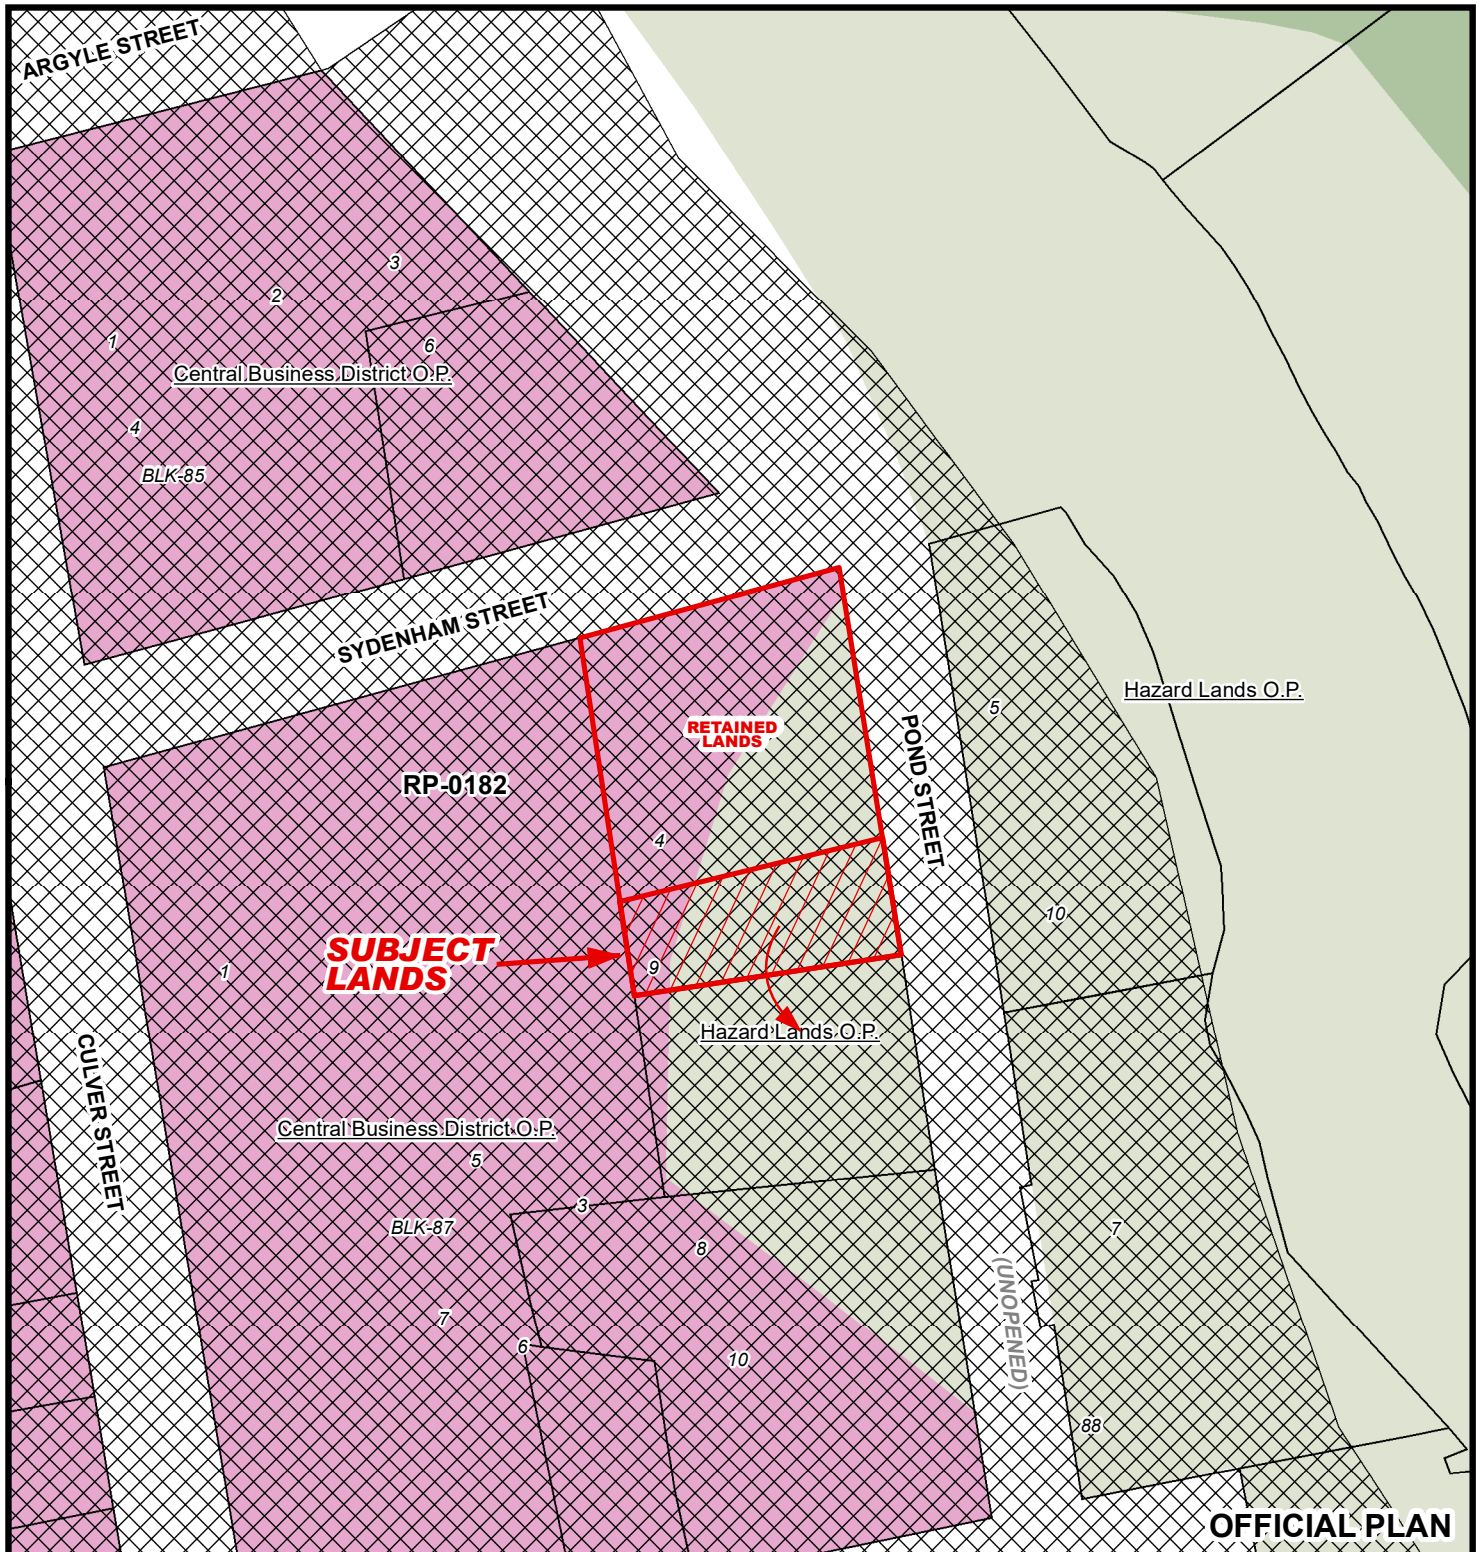 ARGYLE STREET
3
2
1
6
Central Business District O.P.
4
BLK-85
SYDENHAM STREET
Hazard Lands O.P.
5
RETAINED
LANDS
POND STREET
RP-0182
4
10
SUBJECT
LANDS
9
1
Hazard Lands O.P.
CULVER STREET
Central Business District O.P.
5
3
BLK-87
8
7
7
(UNOPENED)
6
10
88
OFFICIAL PLAN